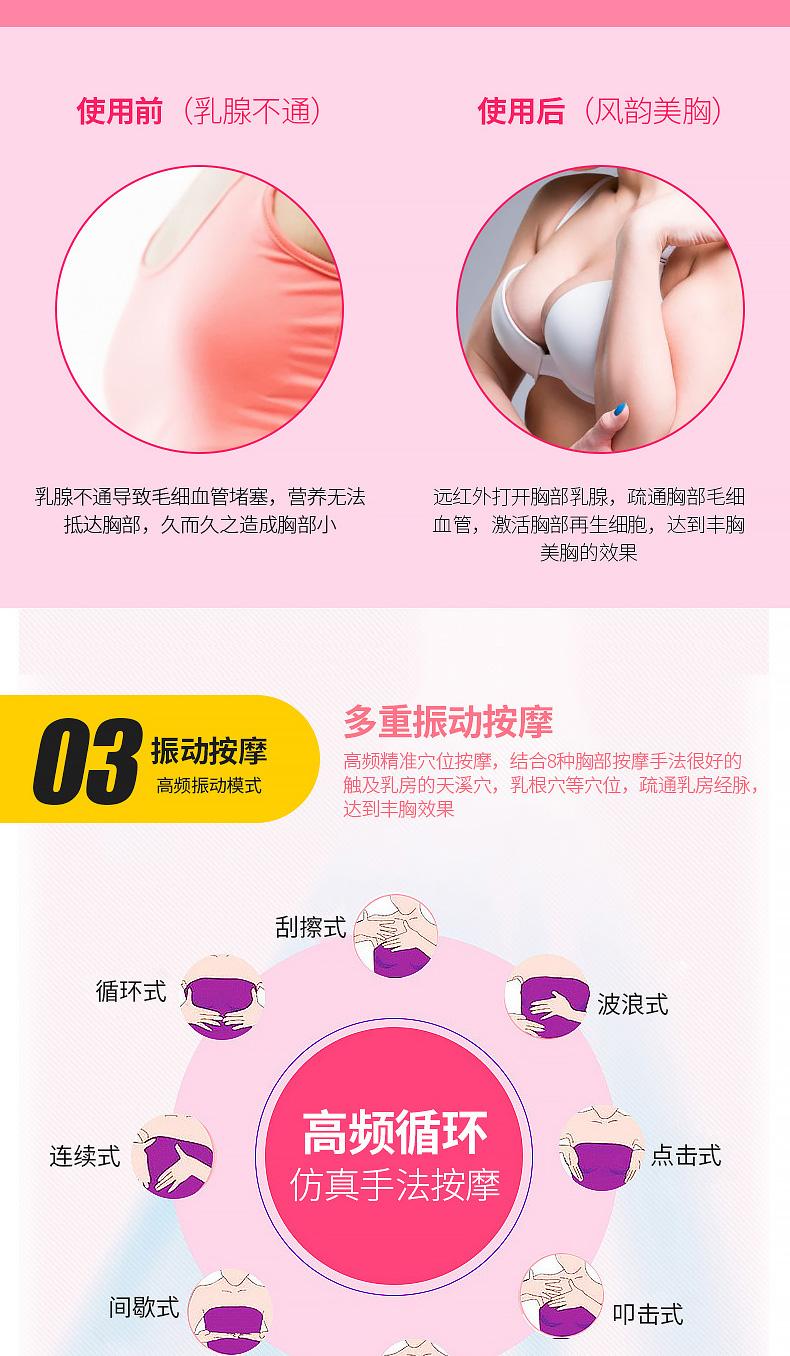 使用前（乳腺不通）
使用后（风韵美胸）
乳腺不通导致毛细血管堵塞，营养无法
抵达胸部，久而久之造成胸部小
远红外打开胸部乳腺，疏通胸部毛细
血管，激活胸部再生细胞，达到丰胸
美胸的效果
03
振动按摩
高频振动模式
多重振动按摩
高频精准穴位按摩，结合8种胸部按摩手法很好的
触及乳房的天溪穴，乳根穴等穴位，疏通乳房经脉，
达到丰胸效果
刮擦式
循环式
波浪式
高频循环
仿真手法按摩
连续式
点击式
间歇式
叩击式